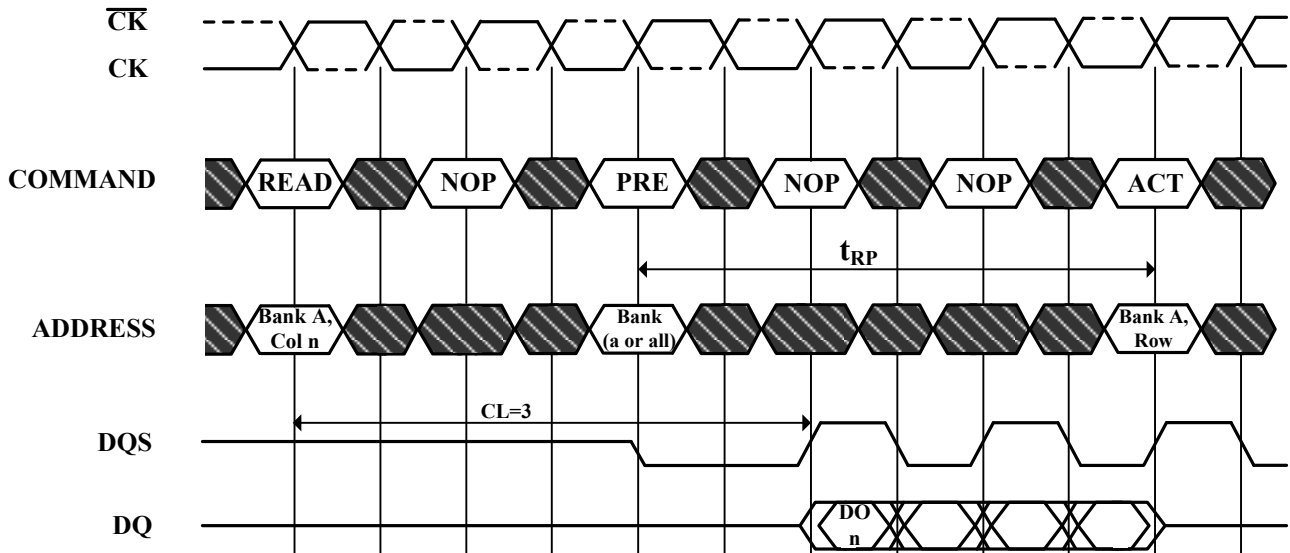 CK
CK
COMMAND
READ
NOP
PRE
NOP
NOP
ACT
tRP
ADDRESS
Bank A,
Col n
Bank
(a or all)
Bank A,
Row
CL=3
DQS
DQ
DO
n